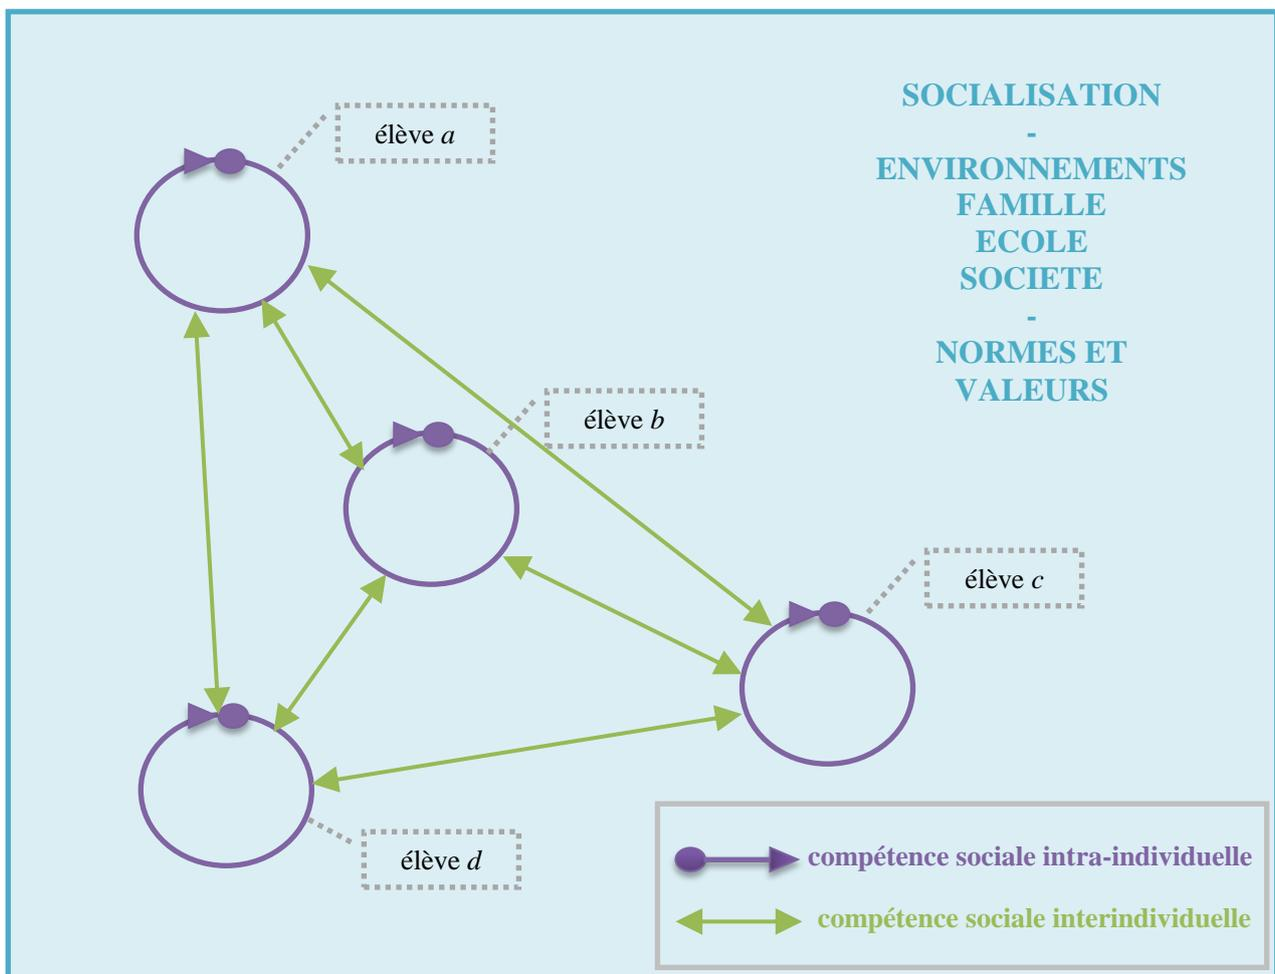 SOCIALISATION
-
ENVIRONNEMENTS
FAMILLE
ECOLE
SOCIETE
-
NORMES ET
VALEURS
élève a
élève b
élève c
élève d
compétence sociale intra-individuelle
compétence sociale interindividuelle